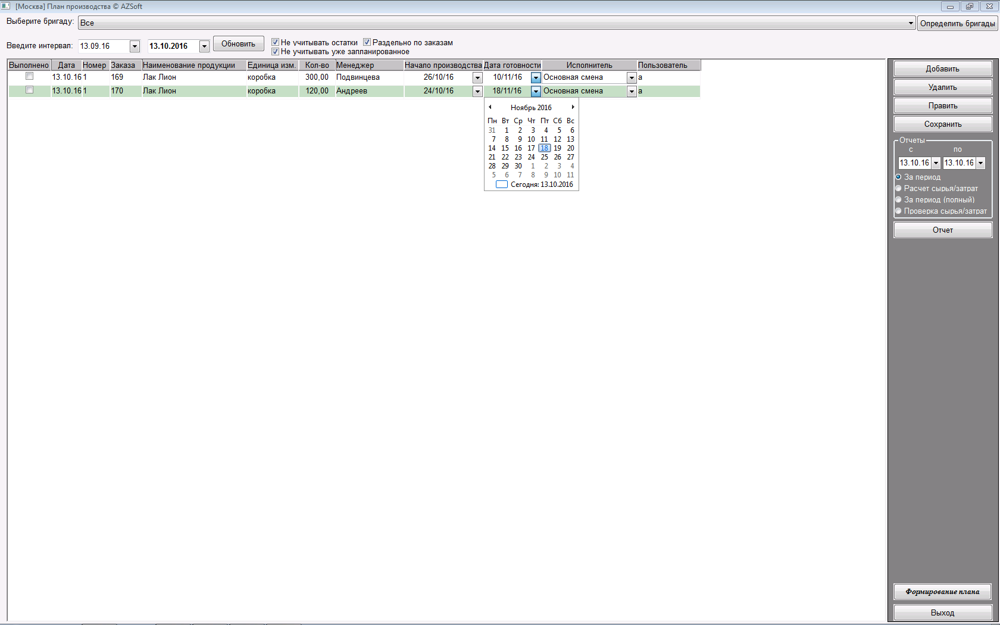 [Москва] План производства © AZSoft
Выберите бригаду: Все Определить бригады
Введите интервал: 13.09.16 13.10.2016 Обновить Не учитывать остатки Раздельно по заказам
Не учитывать уже запланированное
Выполнено Дата Номер Заказа Наименование продукции Единица изм. Кол-во Менеджер Начало производства Дата готовности Исполнитель Пользователь
13.10.16 1 169 Лак Лион коробка 300,00 Подвинцева 26/10/16 10/11/16 Основная смена а
13.10.16 1 170 Лак Лион коробка 120,00 Андреев 24/10/16 18/11/16 Основная смена а
Ноябрь 2016
Пн Вт Ср Чт Пт Сб Вс
31 1 2 3 4 5 6
7 8 9 10 11 12 13
14 15 16 17 18 19 20
21 22 23 24 25 26 27
28 29 30 1 2 3 4
5 6 7 8 9 10 11
Сегодня: 13.10.2016
Добавить
Удалить
Править
Сохранить
Отчеты
с по
13.10.16 13.10.16
За период
Расчет сырья/затрат
За период (полный)
Проверка сырья/затрат
Отчет
Формирование плана
Выход